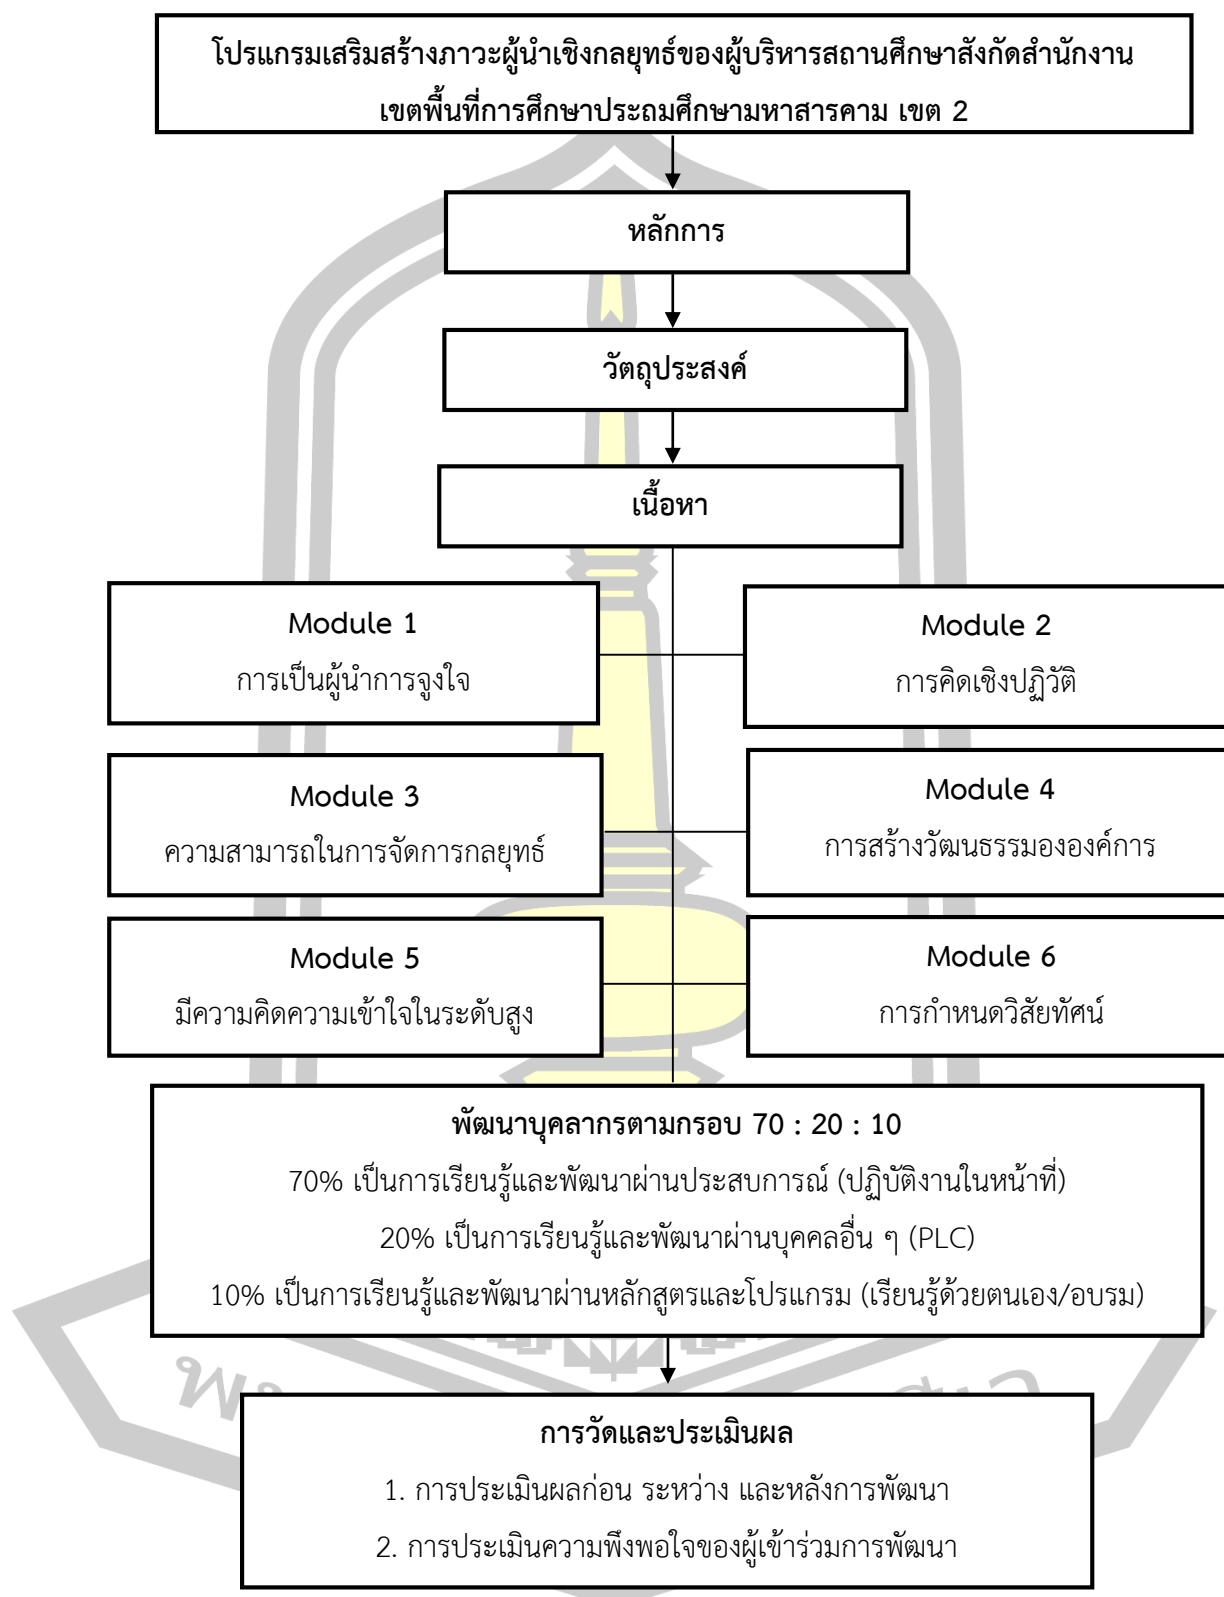 โปรแกรมเสริมสร้างภาวะผู้นำเชิงกลยุทธ์ของผู้บริหารสถานศึกษาสังกัดสำนักงาน
เขตพื้นที่การศึกษาประถมศึกษามหาสารคาม เขต 2
หลักการ
วัตถุประสงค์
เนื้อหา
Module 1
การเป็นผู้นำการจูงใจ
Module 2
การคิดเชิงปฏิวัติ
Module 3
ความสามารถในการจัดการกลยุทธ์
Module 4
การสร้างวัฒนธรรมอององค์การ
Module 5
มีความคิดความเข้าใจในระดับสูง
Module 6
การกำหนดวิสัยทัศน์
พัฒนาบุคลากรตามกรอบ 70 : 20 : 10
70% เป็นการเรียนรู้และพัฒนาผ่านประสบการณ์ (ปฏิบัติงานในหน้าที่)
20% เป็นการเรียนรู้และพัฒนาผ่านบุคคลอื่น ๆ (PLC)
10% เป็นการเรียนรู้และพัฒนาผ่านหลักสูตรและโปรแกรม (เรียนรู้ด้วยตนเอง/อบรม)
การวัดและประเมินผล
1. การประเมินผลก่อน ระหว่าง และหลังการพัฒนา
2. การประเมินความพึงพอใจของผู้เข้าร่วมการพัฒนา